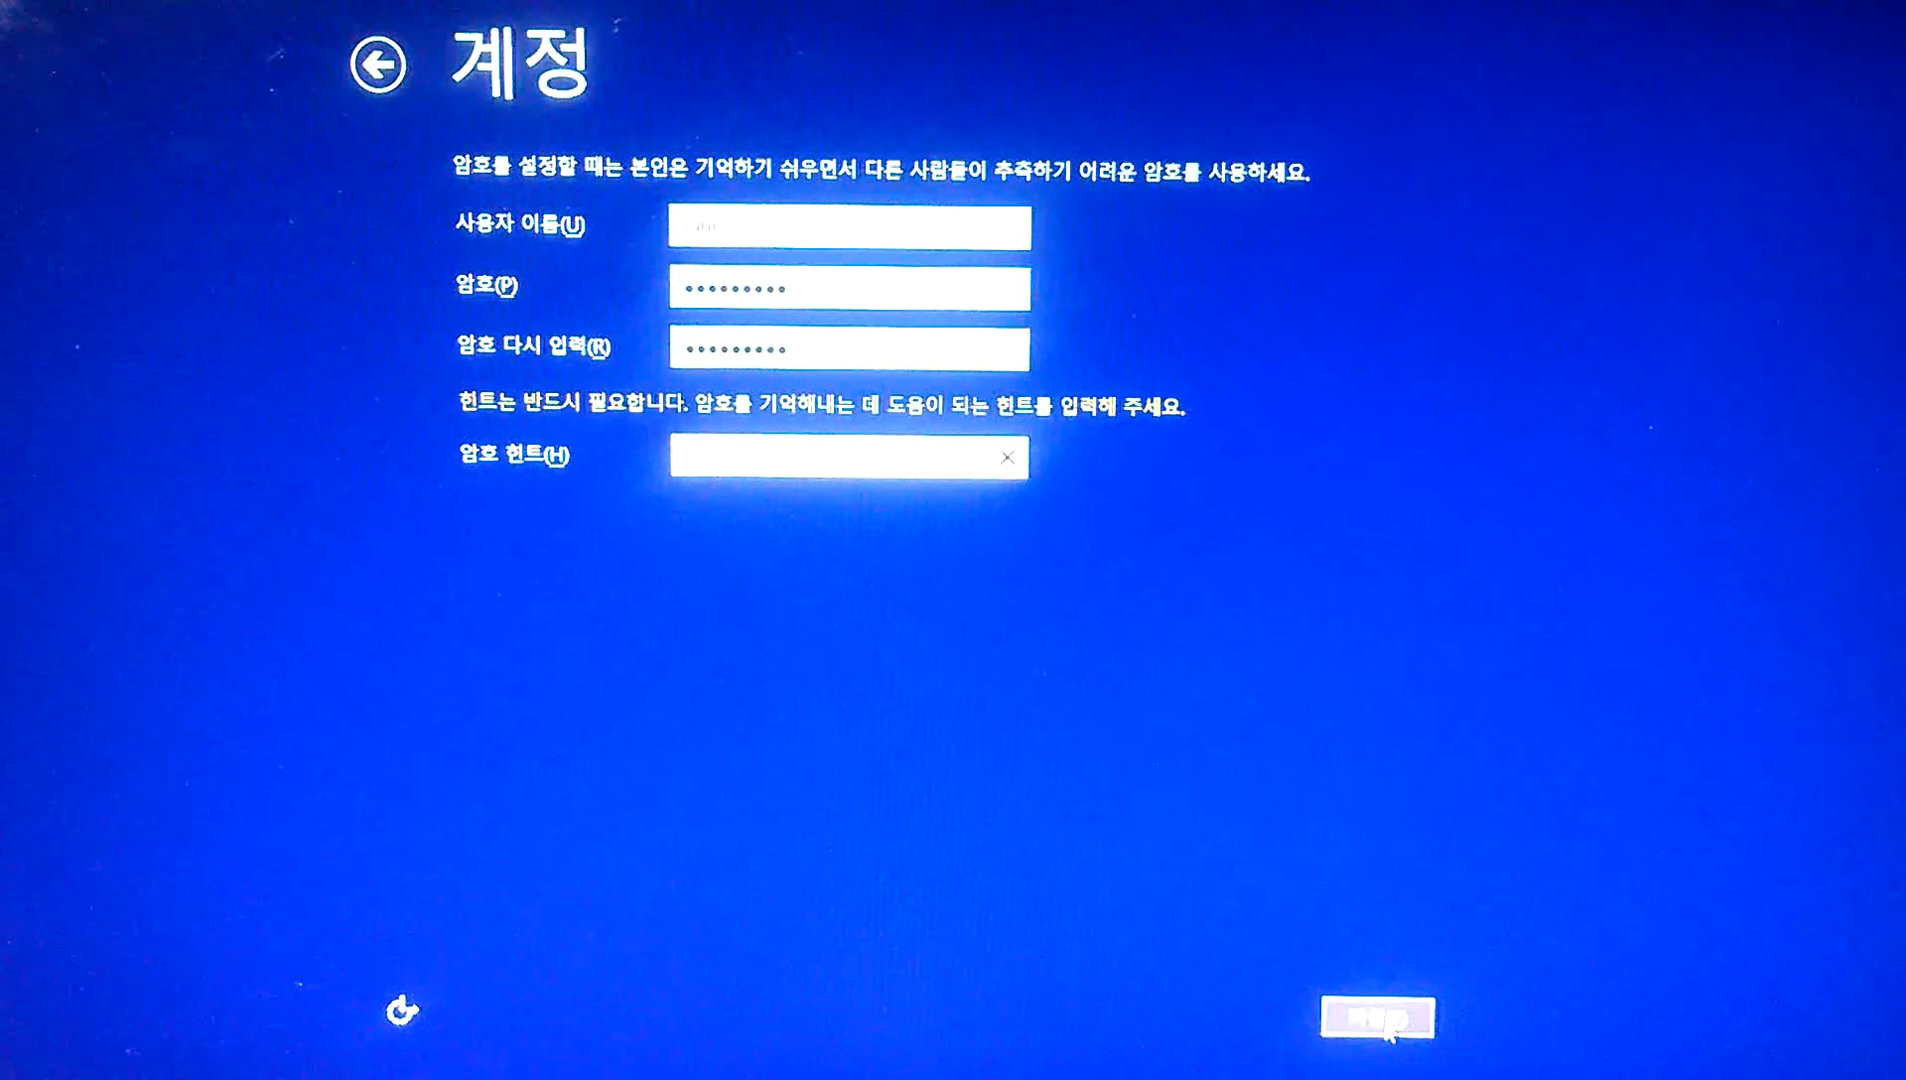 계정
암호를 설정할 때는 본인은 기억하기 쉬우면서 다른 사람들이 추측하기 어려운 암호를 사용하세요.
사용자 이름(U)
암호(P)
암호 다시 입력(R)
힌트는 반드시 필요합니다. 암호를 기억해내는 데 도움이 되는 힌트를 입력해 주세요.
암호 힌트(H)